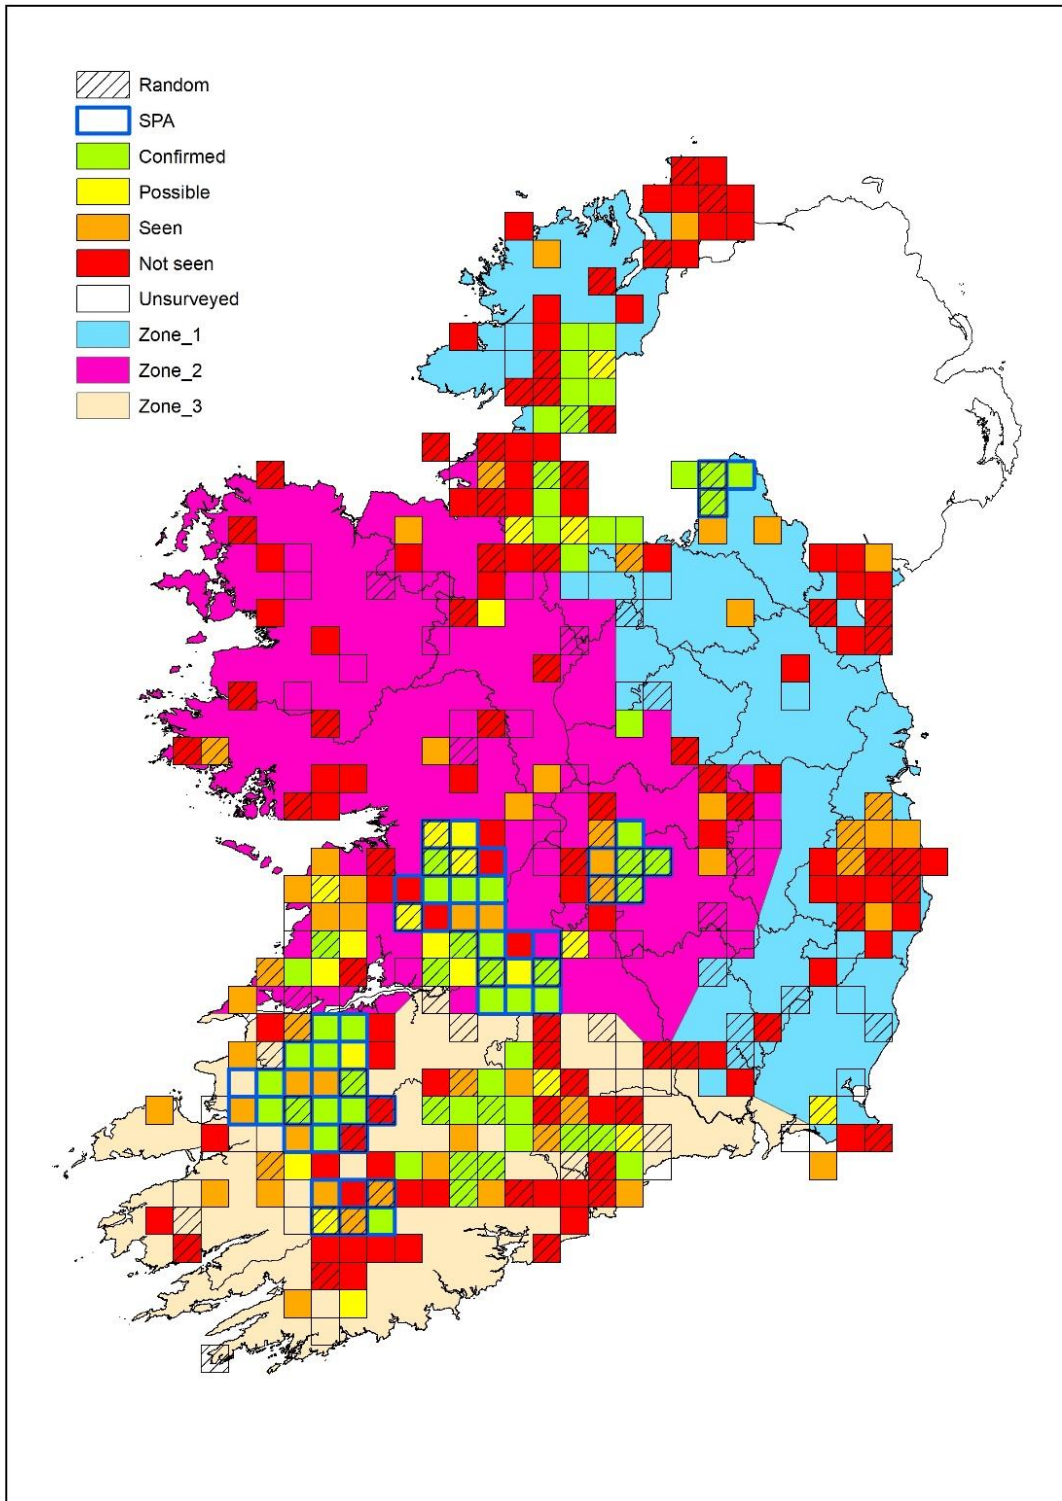 Random
SPA
Confirmed
Possible
Seen
Not seen
Unsurveyed
Zone_1
Zone_2
Zone_3